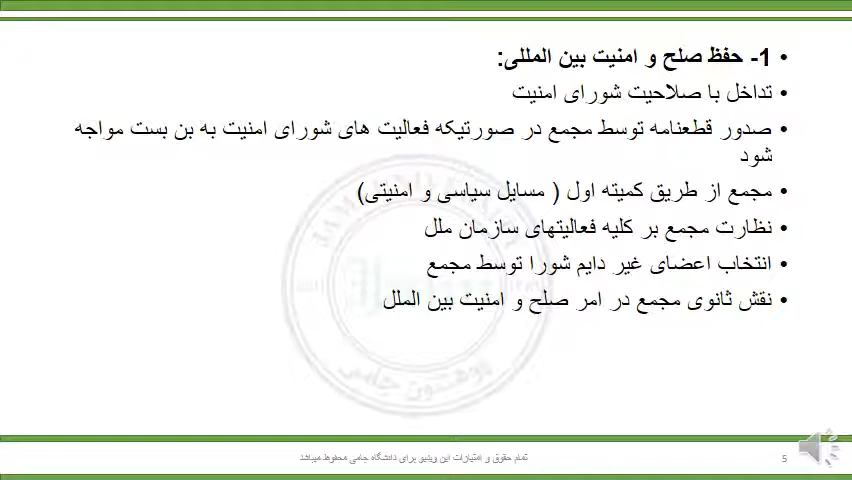 • 1- حفظ صلح و امنیت بین المللی:
• تداخل با صلاحیت شورای امنیت
• صدور قطعنامه توسط مجمع در صورتیکه فعالیت های شورای امنیت به بن بست مواجه
شود
• مجمع از طریق کمیته اول ( مسایل سیاسی و امنیتی)
• نظارت مجمع بر کلیه فعالیتهای سازمان ملل
• انتخاب اعضای غیر دایم شورا توسط مجمع
• نقش ثانوی مجمع در امر صلح و امنیت بین الملل
پوهنتون جامی
تمام حقوق و امتیازات این ویدیو برای دانشگاه جامی محفوظ میباشد
5